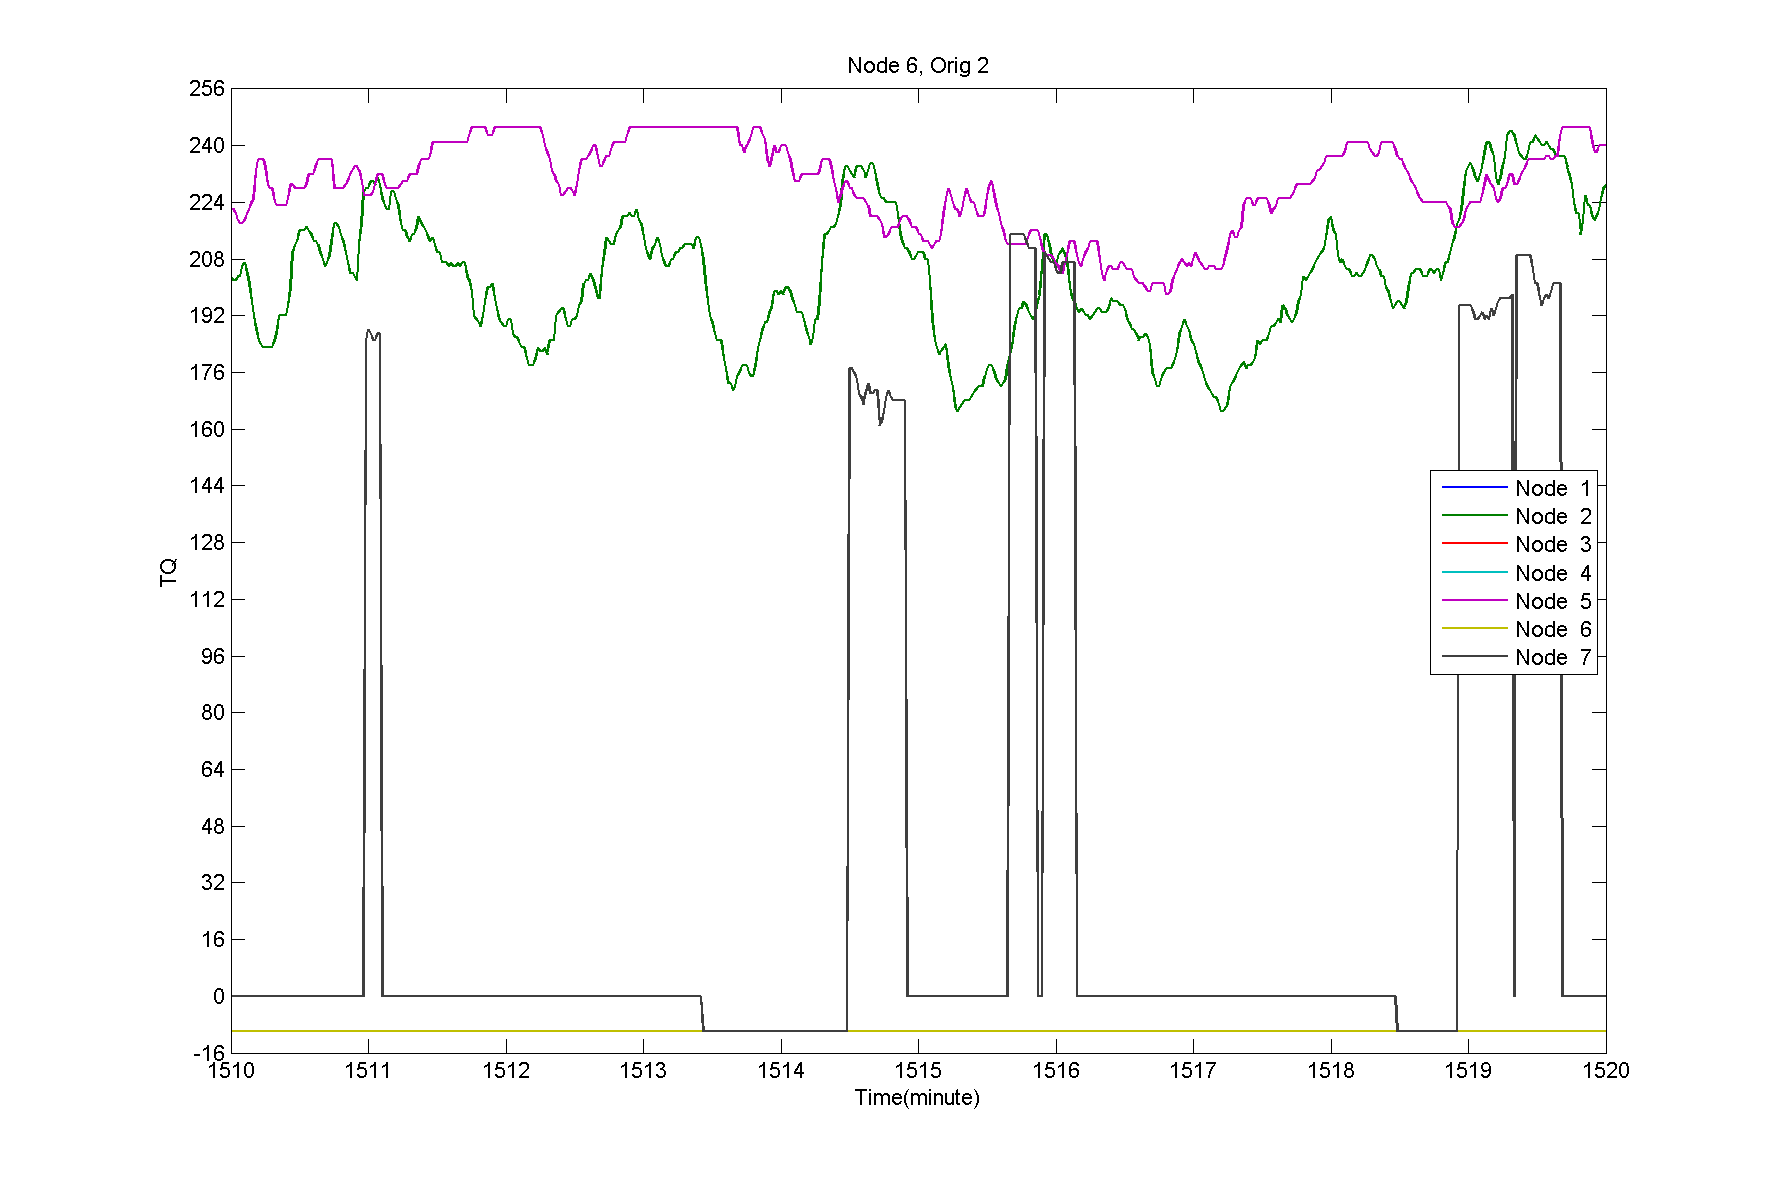 Node 6, Orig 2
256
240
224
208
192
176
160
144
128
112
96
80
64
48
32
16
0
-16
TQ
Node 1
Node 2
Node 3
Node 4
Node 5
Node 6
Node 7
1510 1511 1512 1513 1514 1515 1516 1517 1518 1519 1520
Time(minute)